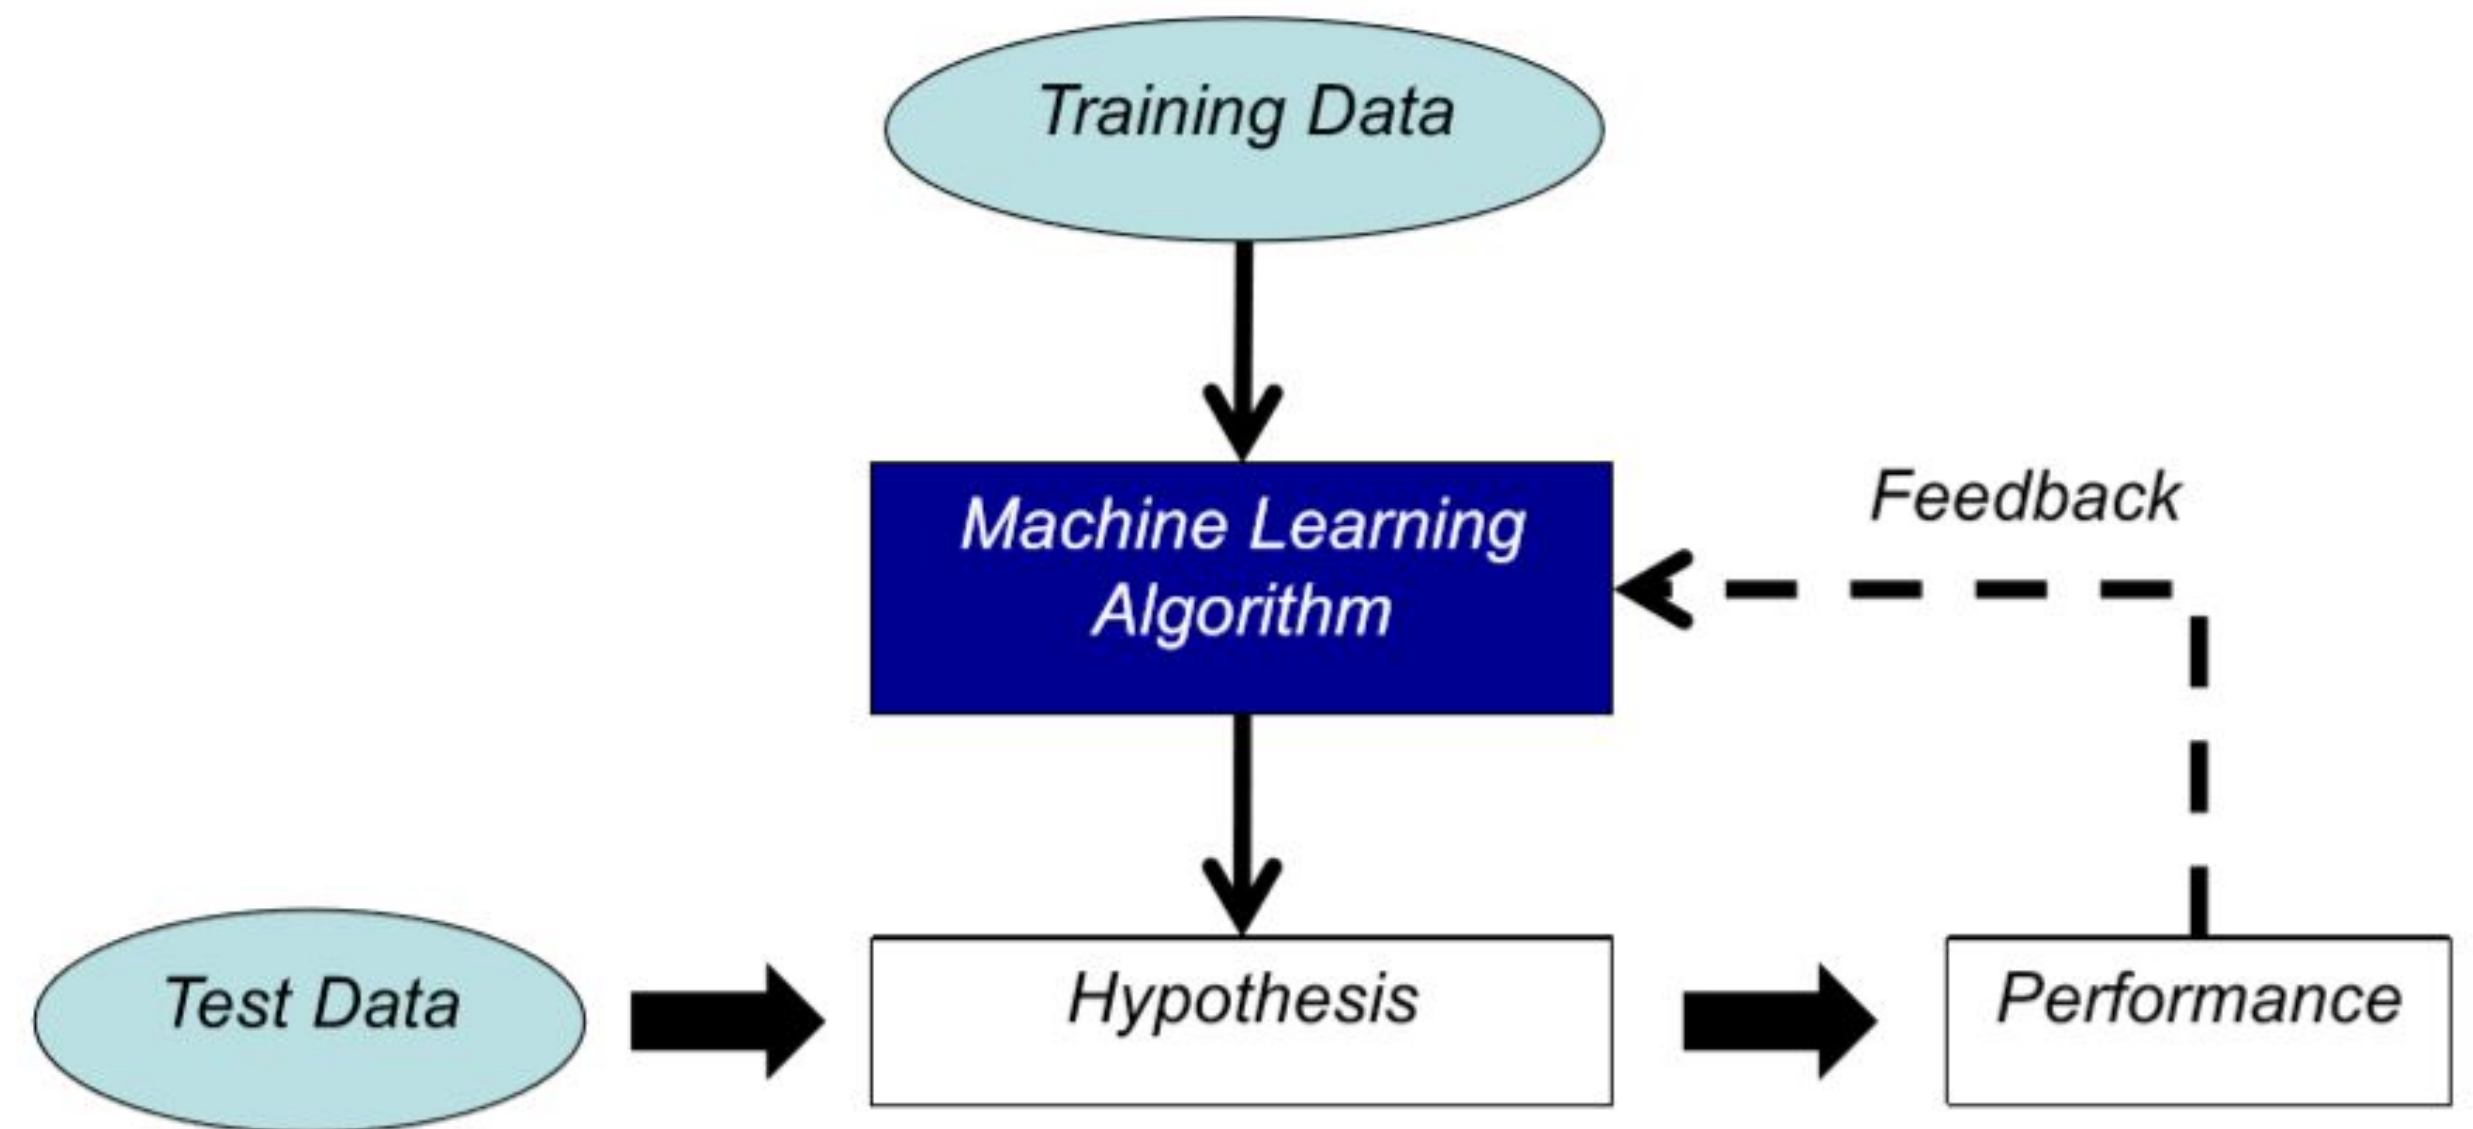 Training Data
Machine Learning
Algorithm
Feedback
Test Data
Hypothesis
Performance